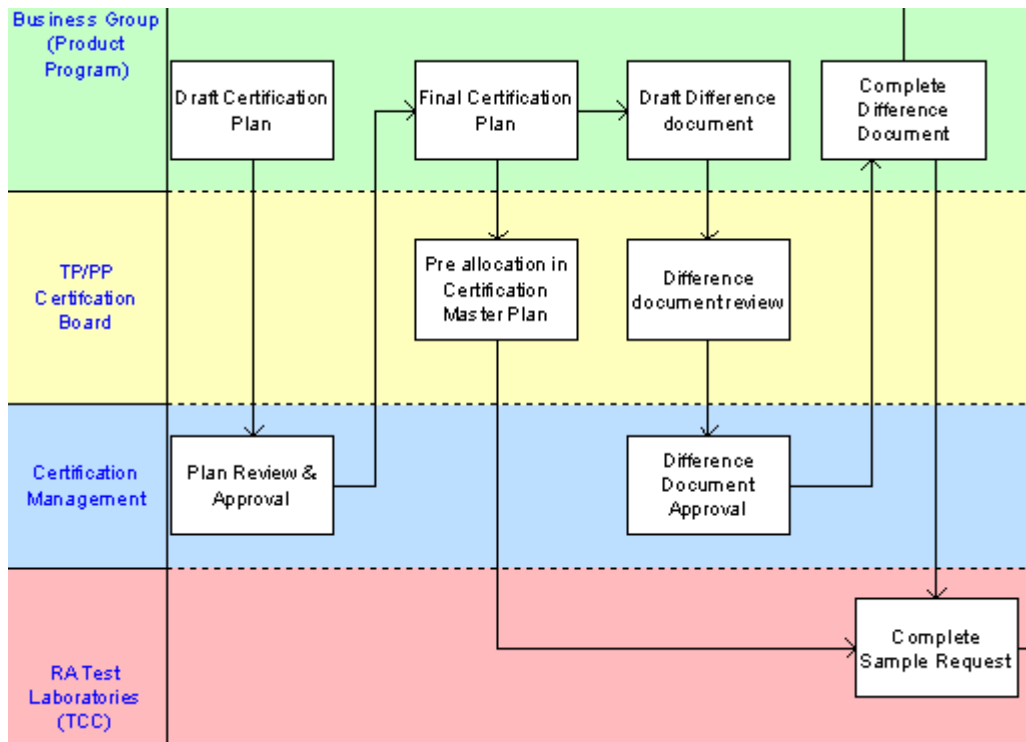 Business Group
(Product
Program)
Draft Certification
Plan
Final Certification
Plan
Draft Difference
document
Complete
Difference
Document
TP/PP
Certifcation
Board
Pre allocation in
Certification
Master Plan
Difference
document review
Certification
Management
Plan Review &
Approval
Difference
Document
Approval
RA Test
Laboratories
(TCC)
Complete
Sample Request